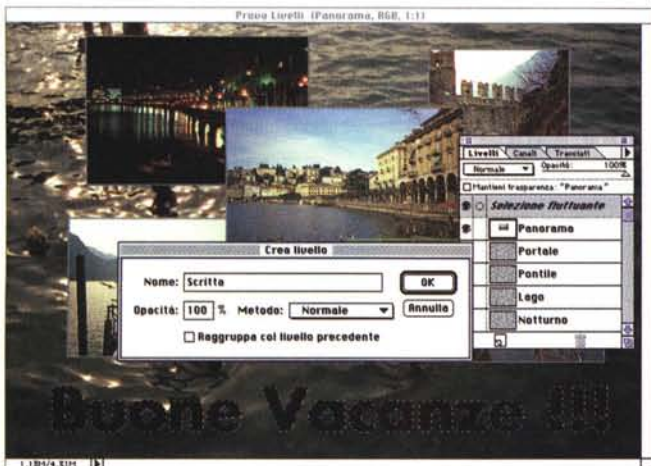 Prova Livelli (Panorama, RGB, 1:1)
Livelli Canali Tracciati
Normale Opacità: 100%
Mantieni trasparenza: "Panorama"
Selezione fluttuante
Panorama
Portale
Pontile
Lago
Notturno
Crea livello
Nome: Scritta
OK
Opacità: 100 % Metodo: Normale
Annulla
Raggruppa col livello precedente
Buone Vacanze !!!